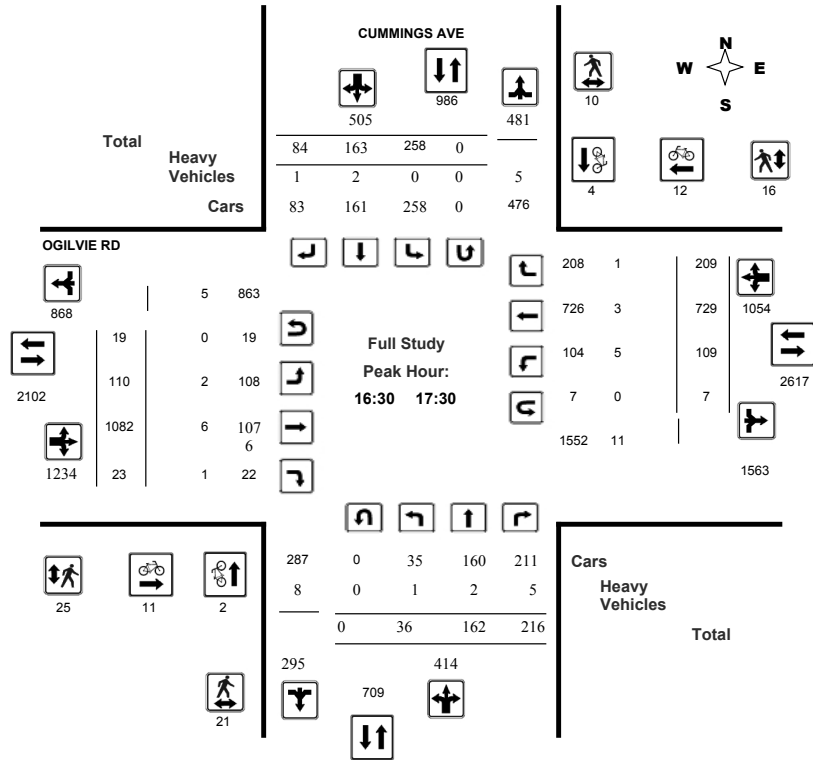 CUMMINGS AVE
N
W E
S
986
505 481 10
Total 84 163 258 0
Heavy
Vehicles 1 2 0 0 5
Cars 83 161 258 0 476
4 12 16
OGILVIE RD
868 5 863
208 1 209
1054
19 0 19
726 3 729
2102
Full Study
Peak Hour:
16:30 17:30
110 2 108
104 5 109
2617
7 0 7
1082 6 107
6
1552 11
1234 23 1 22
1563
287 0 35 160 211 Cars
8 0 1 2 5 Heavy
Vehicles
25 11 2
0 36 162 216 Total
295 414
709
21